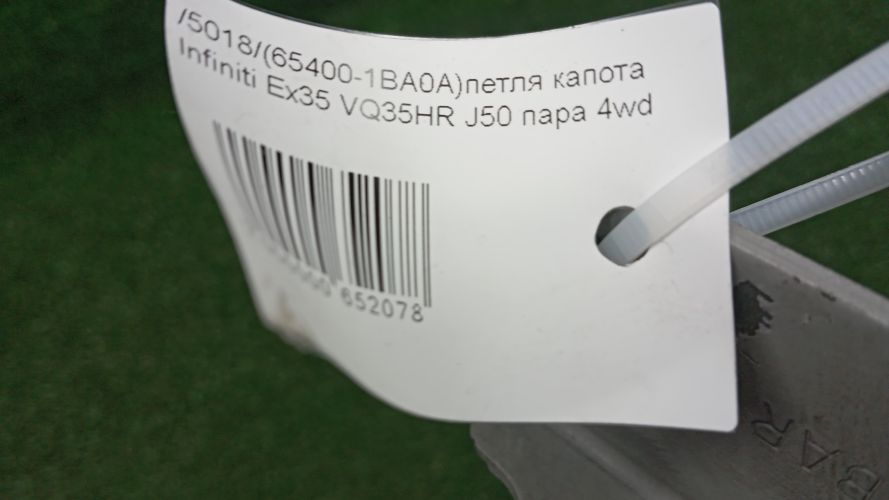 /5018/(65400-1BA0A)петля капота
Infiniti Ex35 VQ35HR J50 пара 4wd
652078